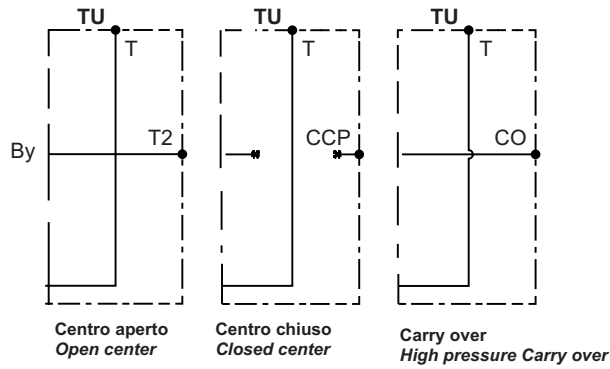 TU TU TU
T T T
By T2 CCP CO
Centro aperto
Open center
Centro chiuso
Closed center
Carry over
High pressure Carry over